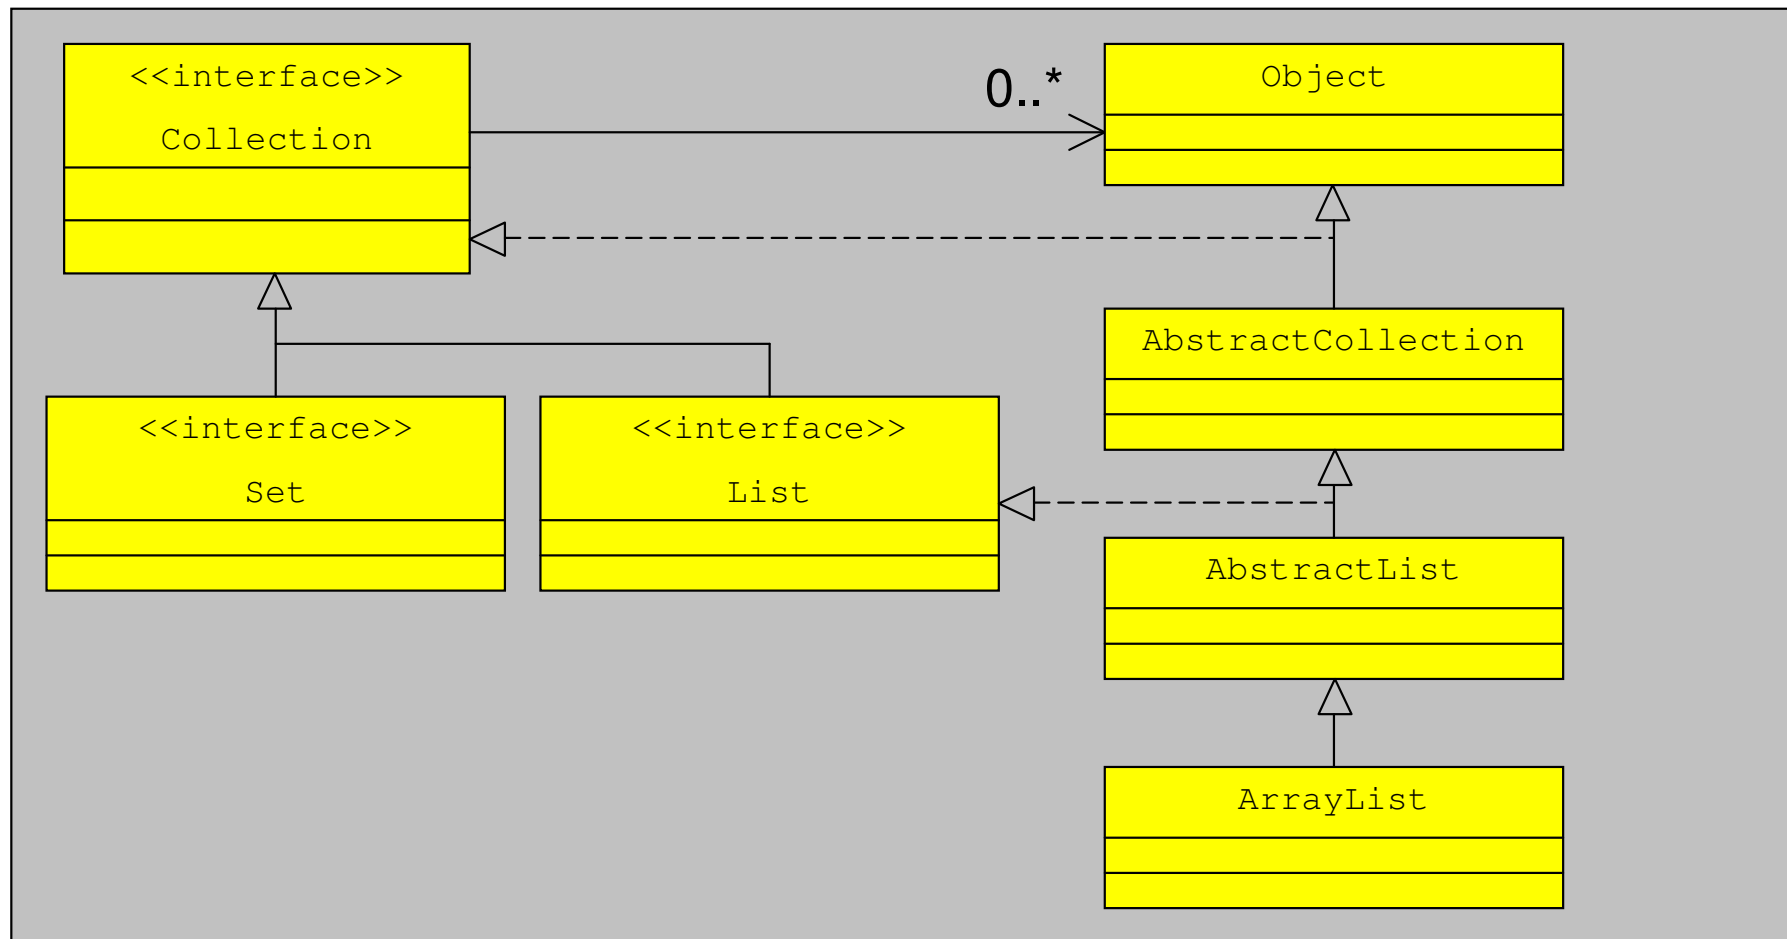 <<interface>>
Collection
0..*
Object
AbstractCollection
<<interface>>
Set
<<interface>>
List
AbstractList
ArrayList